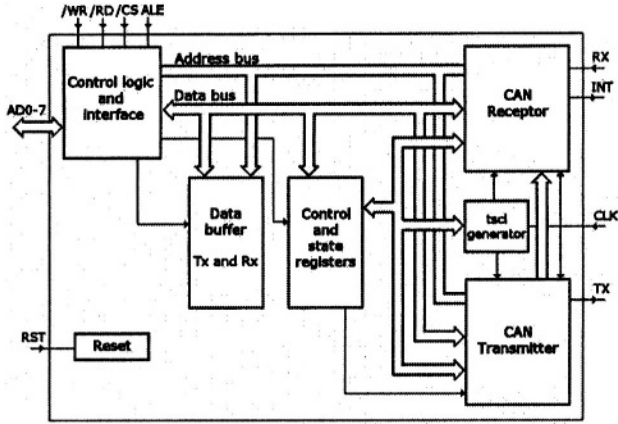 /WR /RD /CS ALE
Address bus
Control logic
and
interface
Data bus
AD0-7
CAN
Receptor
RX
INT
Data
buffer
Tx and Rx
Control
and
state
registers
tscl
generator
CLK
TX
CAN
Transmitter
RST
Reset